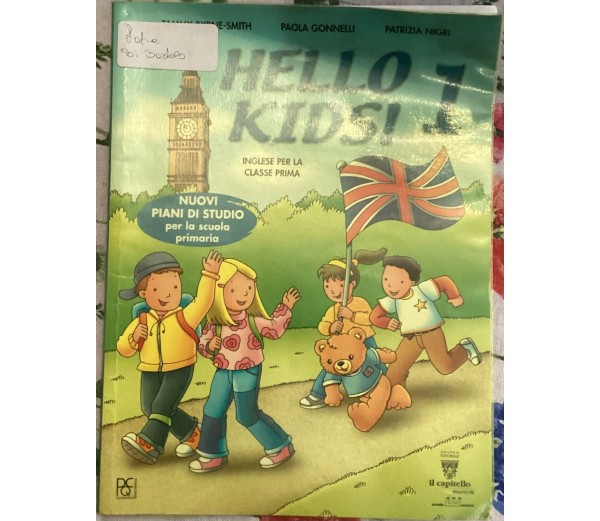 PAOLA GONNELLI
PATRIZIA NIGRI
HELLO
KIDS! 1
INGLESE PER LA
CLASSE PRIMA
NUOVI
PIANI DI STUDIO
per la scuola
primaria
il capitello